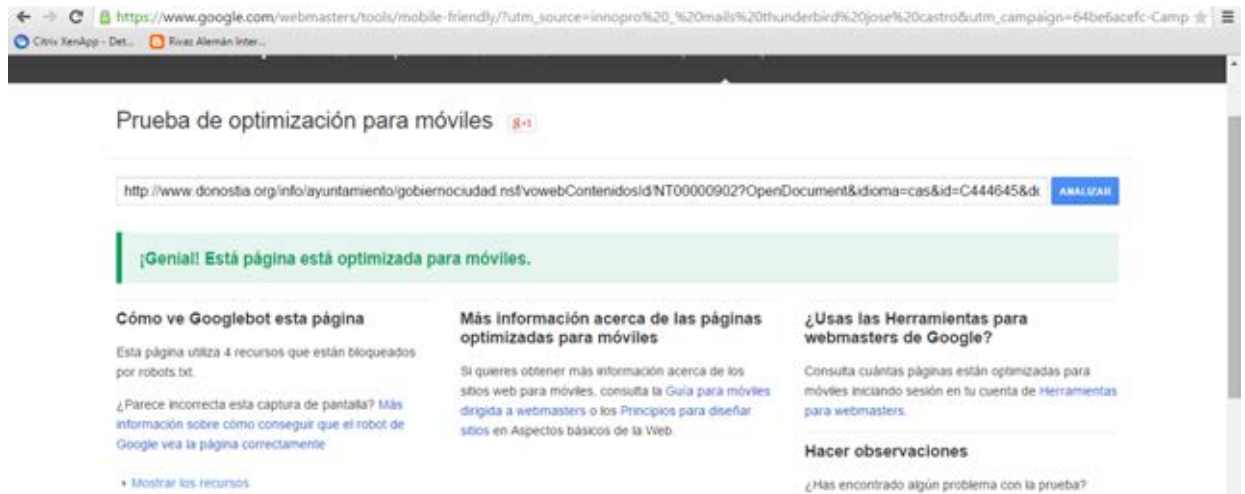 https://www.google.com/webmasters/tools/mobile-friendly/?utm_source=innopro%20_%20mails%20thunderbird%20jose%20castro&utm_campaign=64be6acefc-Camp
Citrix XenApp - Det... Rivas Alemán Inter...
Prueba de optimización para móviles g+1
http://www.donostia.org/info/ayuntamiento/gobiernociudad.nsf/vowebContenidosId/NT00000902?OpenDocument&idioma=cas&id=C444645&d
ANALIZAR
¡Genial! Está página está optimizada para móviles.
Cómo ve Googlebot esta página
Esta página utiliza 4 recursos que están bloqueados
por robots.txt.
¿Parece incorrecta esta captura de pantalla? Más
información sobre cómo conseguir que el robot de
Google vea la página correctamente
Mostrar los recursos
Más información acerca de las páginas
optimizadas para móviles
Si quieres obtener más información acerca de los
sitios web para móviles, consulta la Guía para móviles
dirigida a webmasters o los Principios para diseñar
sitios en Aspectos básicos de la Web.
¿Usas las Herramientas para
webmasters de Google?
Consulta cuántas páginas están optimizadas para
móviles iniciando sesión en tu cuenta de Herramientas
para webmasters.
Hacer observaciones
¿Has encontrado algún problema con la prueba?